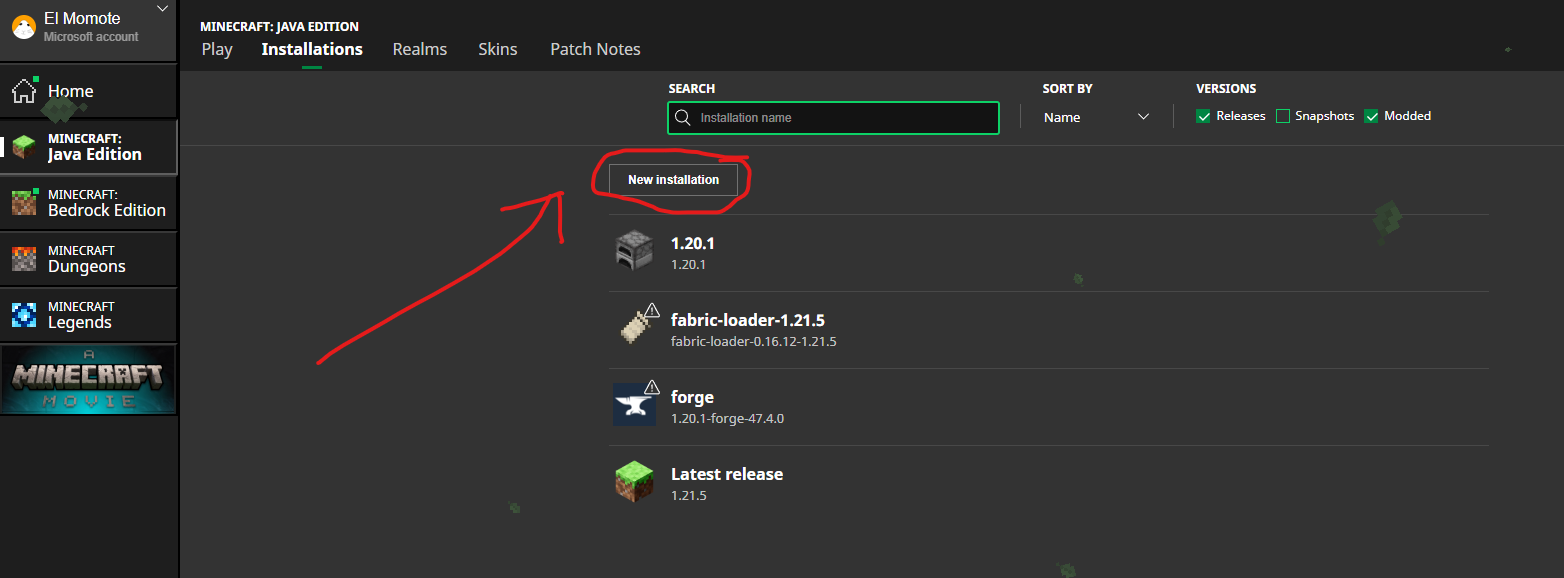 El Momote
Microsoft account
Home
MINECRAFT:
Java Edition
MINECRAFT:
Bedrock Edition
MINECRAFT
Dungeons
MINECRAFT
Legends
A
MINECRAFT
MOVIE
MINECRAFT: JAVA EDITION
Play Installations Realms Skins Patch Notes
SEARCH SORT BY VERSIONS
Installation name Name Releases Snapshots Modded
New installation
1.20.1
1.20.1
fabric-loader-1.21.5
fabric-loader-0.16.12-1.21.5
forge
1.20.1-forge-47.4.0
Latest release
1.21.5